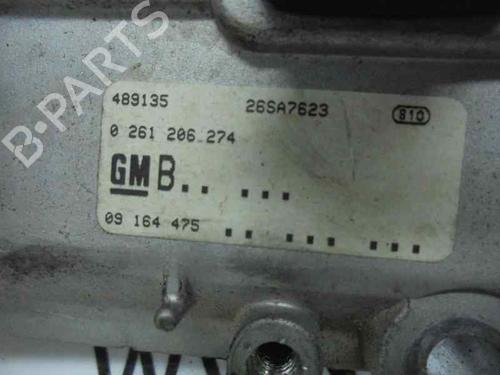 B-PARTS
489135 26SA7623 810
0 261 206 274
GM B.. ...
09 164 475 .. ... ...